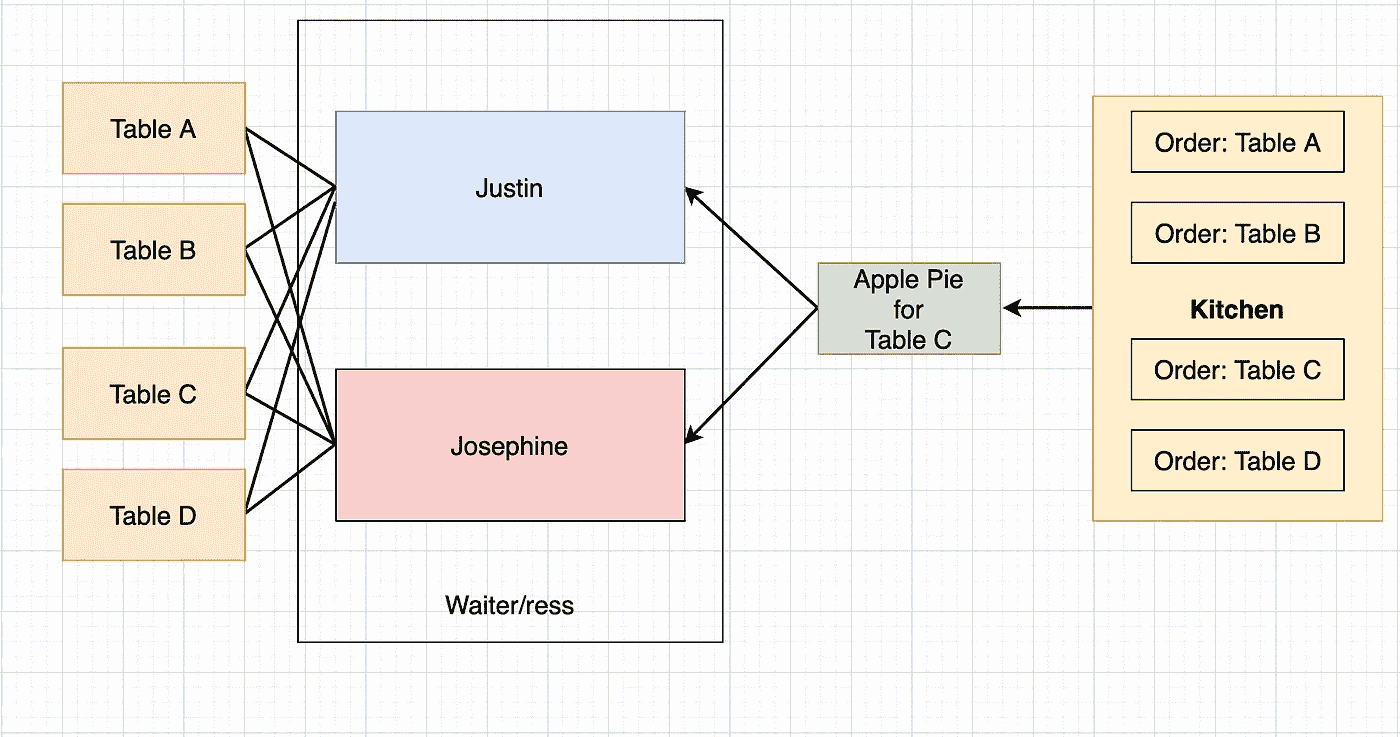 Table A
Table B
Table C
Table D
Justin
Josephine
Waiter/ress
Apple Pie
for
Table C
Order: Table A
Order: Table B
Kitchen
Order: Table C
Order: Table D